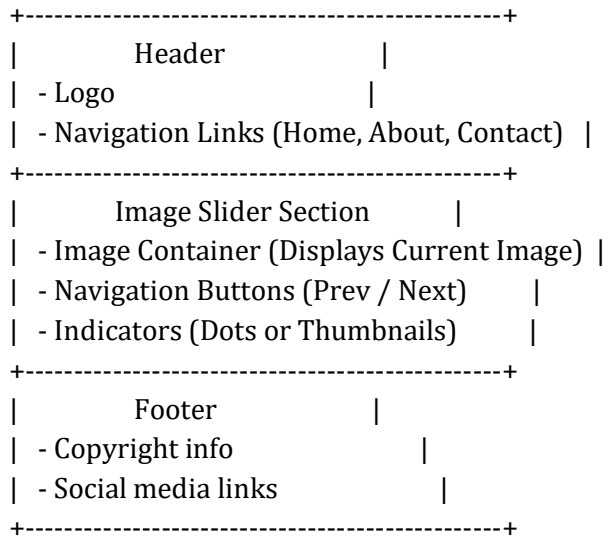 +-------------------------------------------------+
| Header |
| - Logo |
| - Navigation Links (Home, About, Contact) |
+-------------------------------------------------+
| Image Slider Section |
| - Image Container (Displays Current Image) |
| - Navigation Buttons (Prev / Next) |
| - Indicators (Dots or Thumbnails) |
+-------------------------------------------------+
| Footer |
| - Copyright info |
| - Social media links |
+-------------------------------------------------+